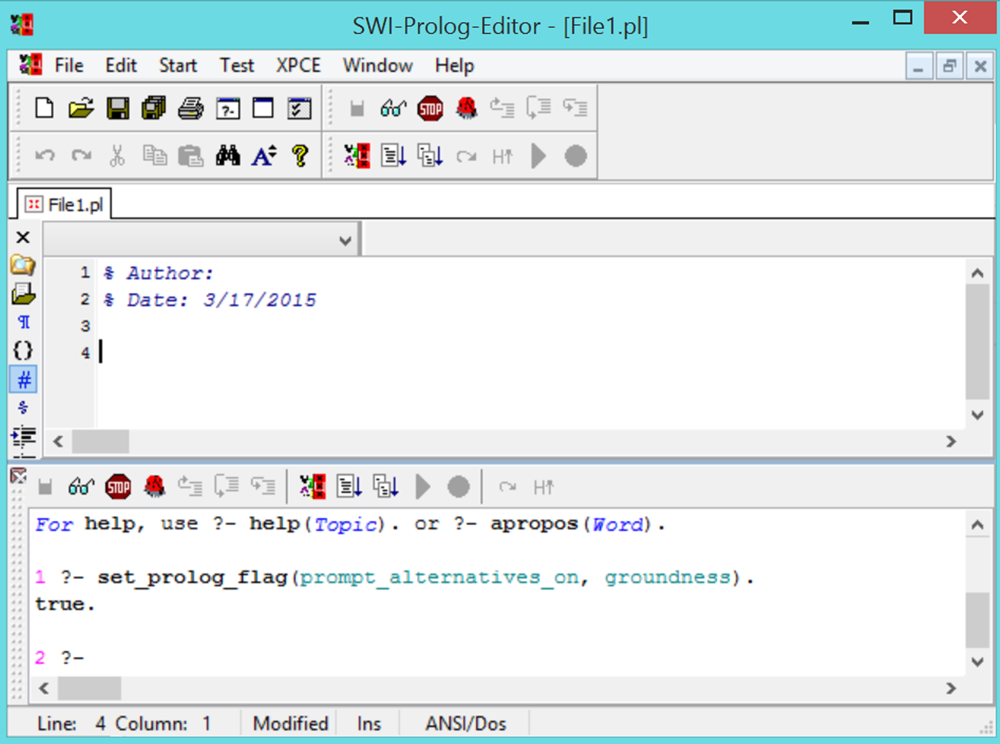 SWI-Prolog-Editor - [File1.pl]
File Edit Start Test XPCE Window Help
?- STOP
A ? H
File1.pl
1 % Author:
2 % Date: 3/17/2015
3
4
¶
{}
#
%
STOP H
For help, use ?- help(Topic). or ?- apropos(Word).
1 ?- set_prolog_flag(prompt_alternatives_on, groundness).
true.
2 ?-
Line: 4 Column: 1 Modified Ins ANSI/Dos